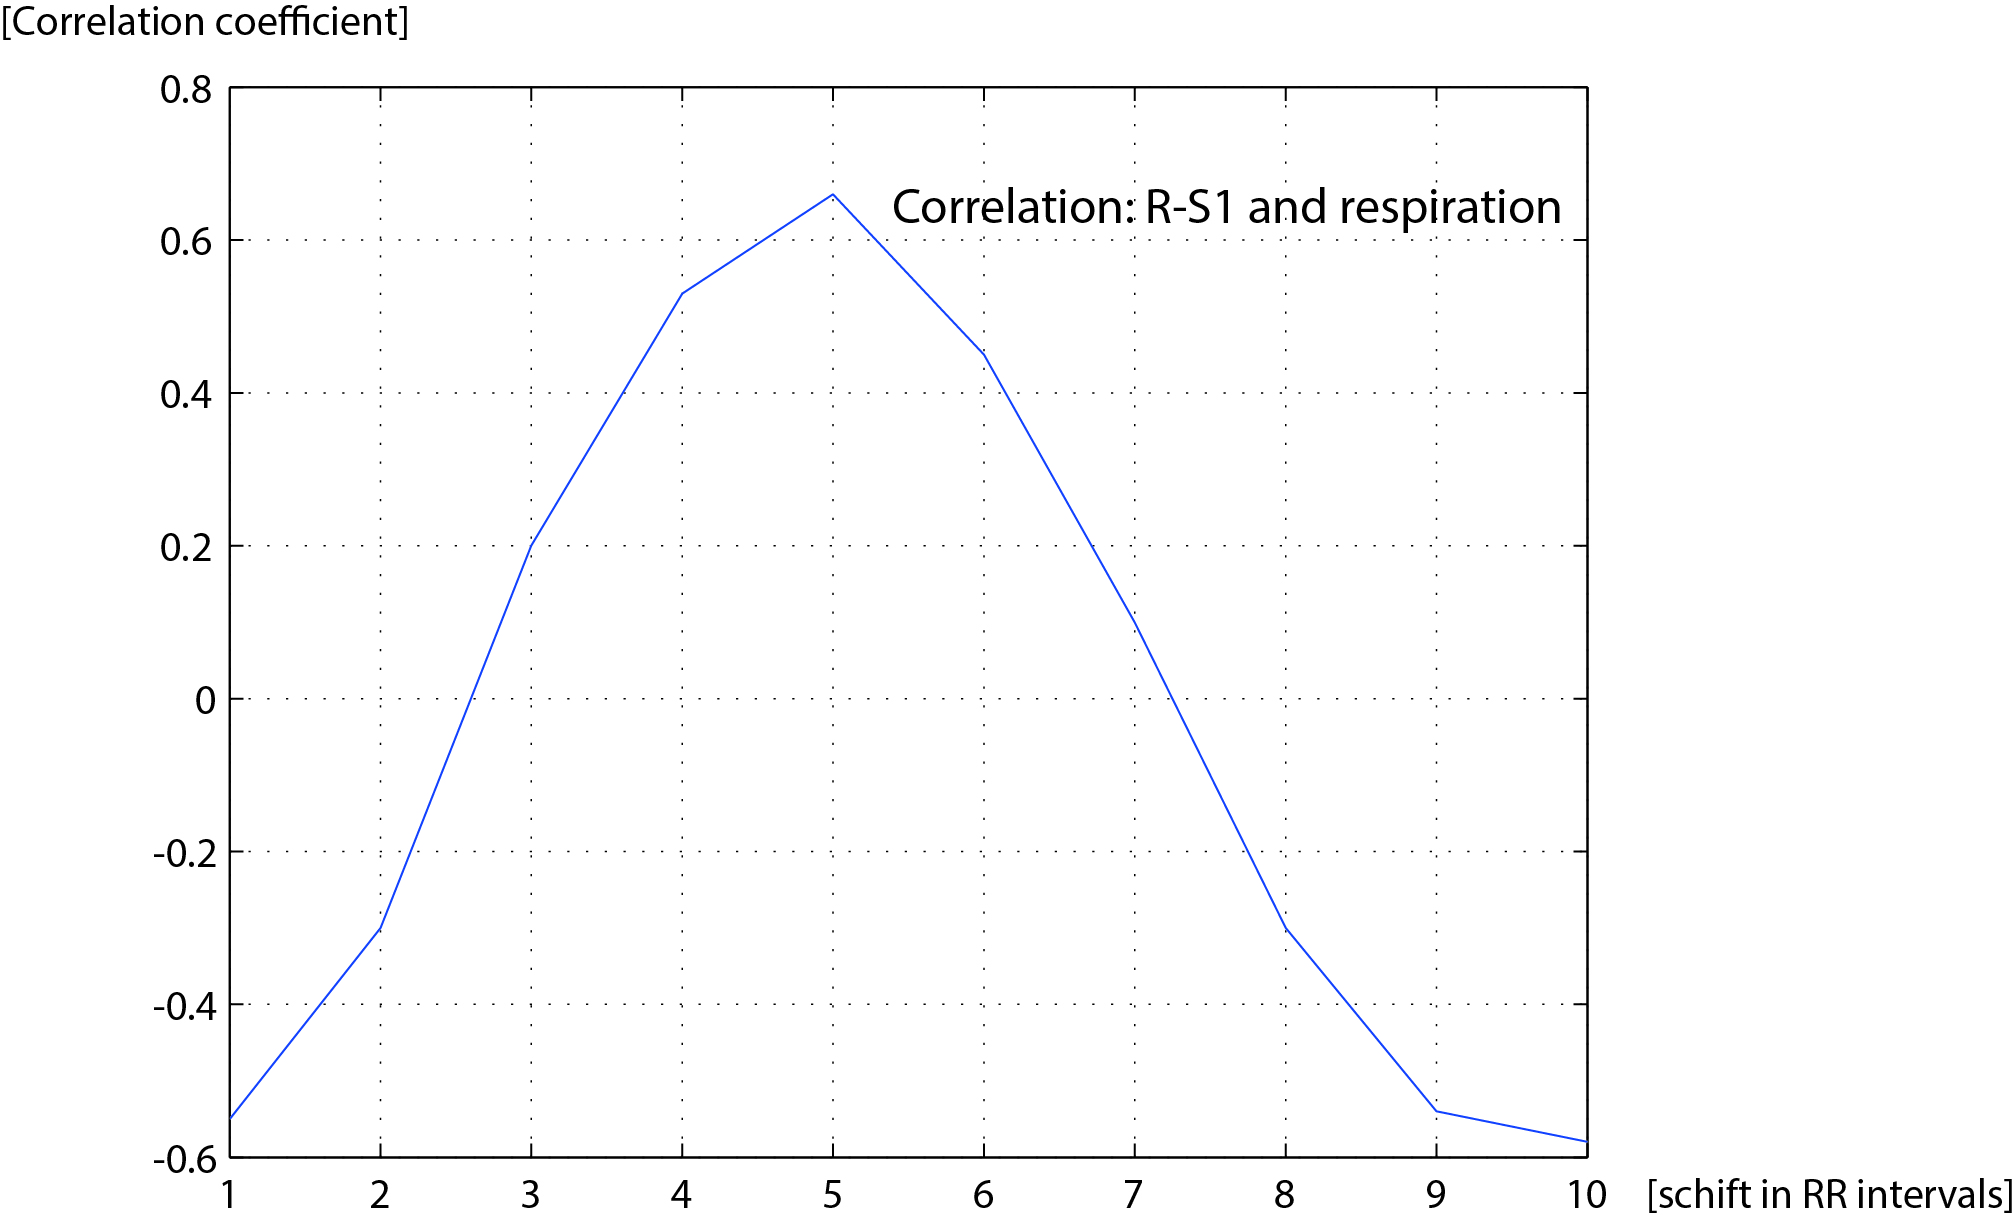 [Correlation coefficient]
0.8
Correlation: R-S1 and respiration
0.6
0.4
0.2
0
-0.2
-0.4
-0.6
1 2 3 4 5 6 7 8 9 10 [schift in RR intervals]